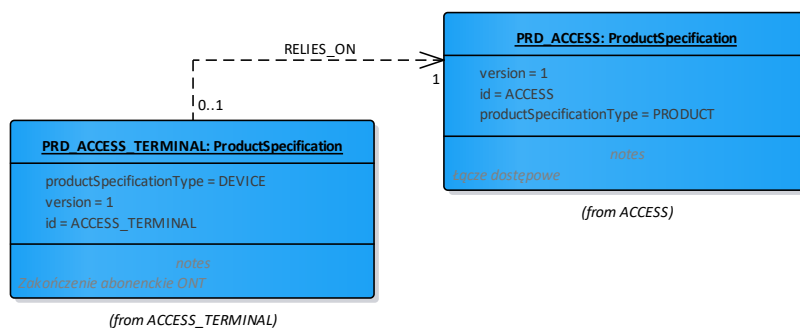 PRD_ACCESS: ProductSpecification
version = 1
id = ACCESS
productSpecificationType = PRODUCT
notes
Łącze dostępowe
(from ACCESS)
RELIES_ON
1
0..1
PRD_ACCESS_TERMINAL: ProductSpecification
productSpecificationType = DEVICE
version = 1
id = ACCESS_TERMINAL
notes
Zakończenie abonenckie ONT
(from ACCESS_TERMINAL)